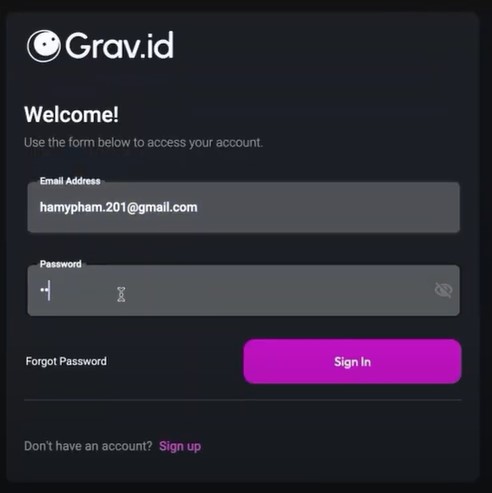 Grav.id
Welcome!
Use the form below to access your account.
Email Address
hamypham.201@gmail.com
Password
••
Forgot Password
Sign In
Don't have an account? Sign up